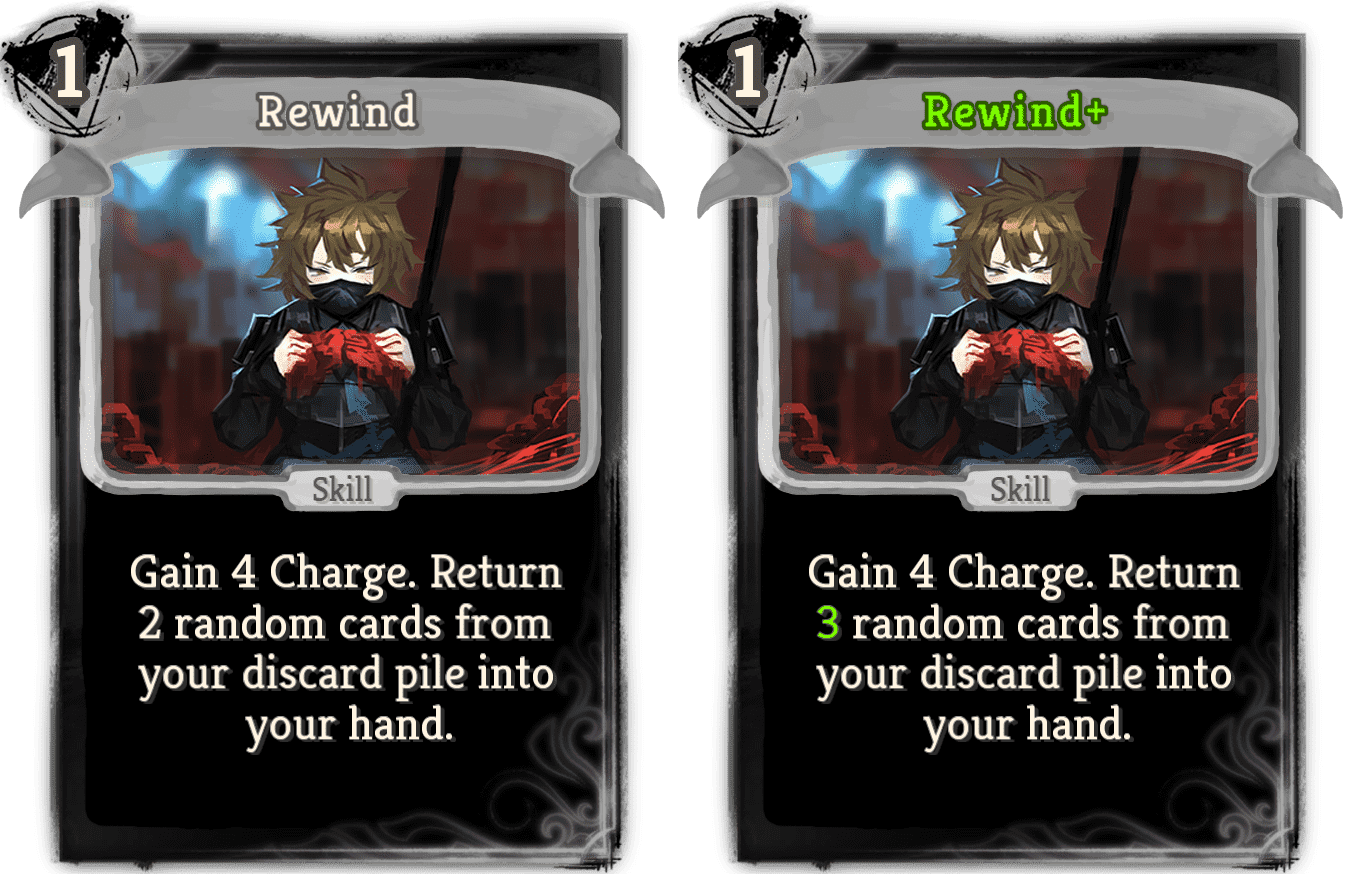 1
Rewind
Skill
Gain 4 Charge. Return
2 random cards from
your discard pile into
your hand.
1
Rewind+
Skill
Gain 4 Charge. Return
3 random cards from
your discard pile into
your hand.